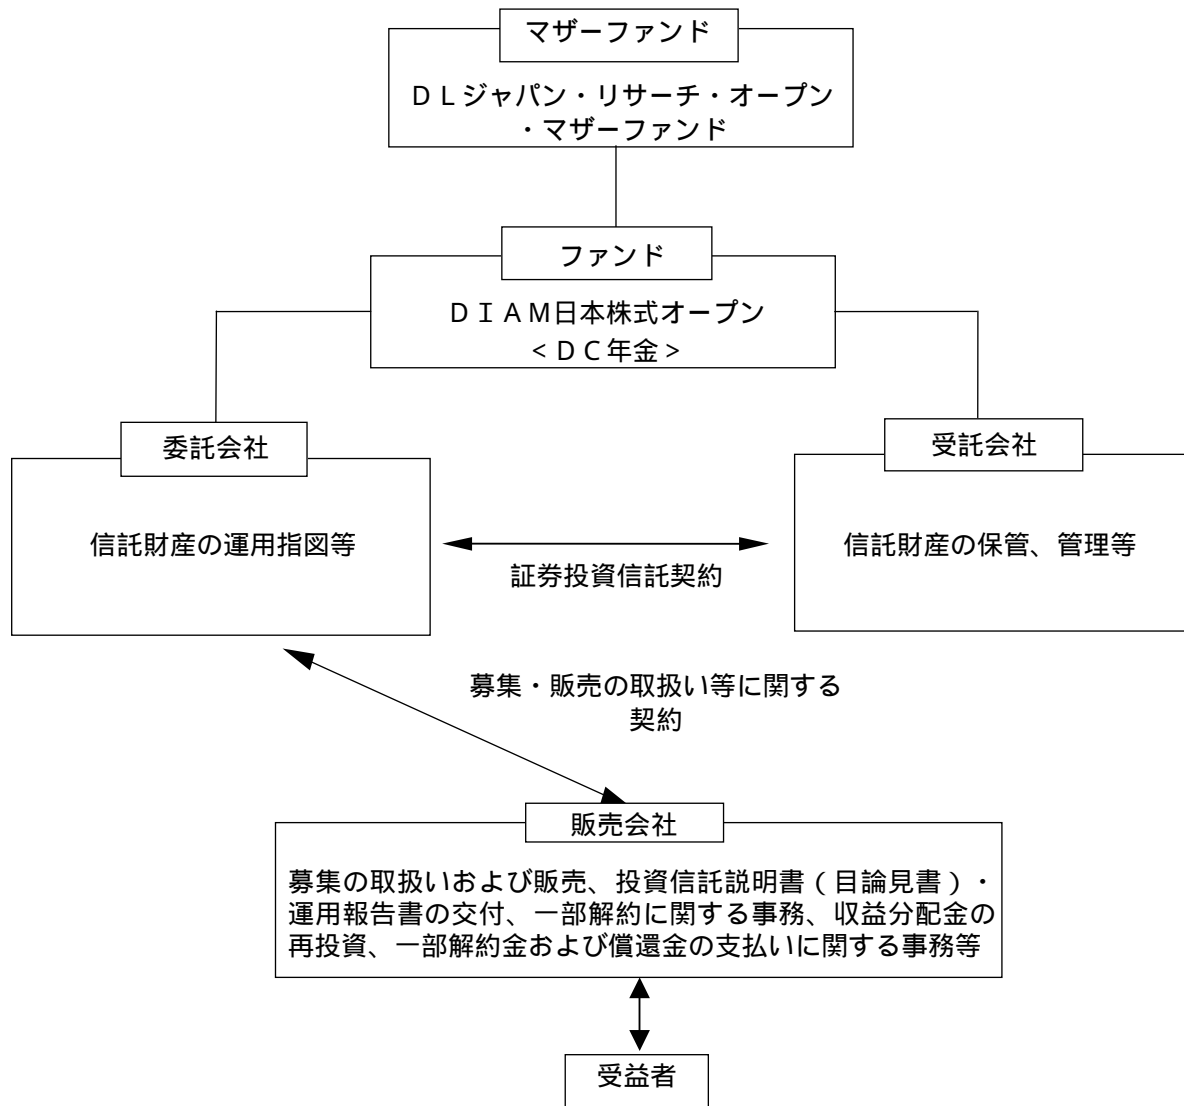 マザーファンド
ＤＬジャパン・リサーチ・オープン
・マザーファンド
ファンド
ＤＩＡＭ日本株式オープン
＜ＤＣ年金＞
委託会社
受託会社
信託財産の運用指図等
信託財産の保管、管理等
証券投資信託契約
募集・販売の取扱い等に関する
契約
販売会社
募集の取扱いおよび販売、投資信託説明書（目論見書）・
運用報告書の交付、一部解約に関する事務、収益分配金の
再投資、一部解約金および償還金の支払いに関する事務等
受益者